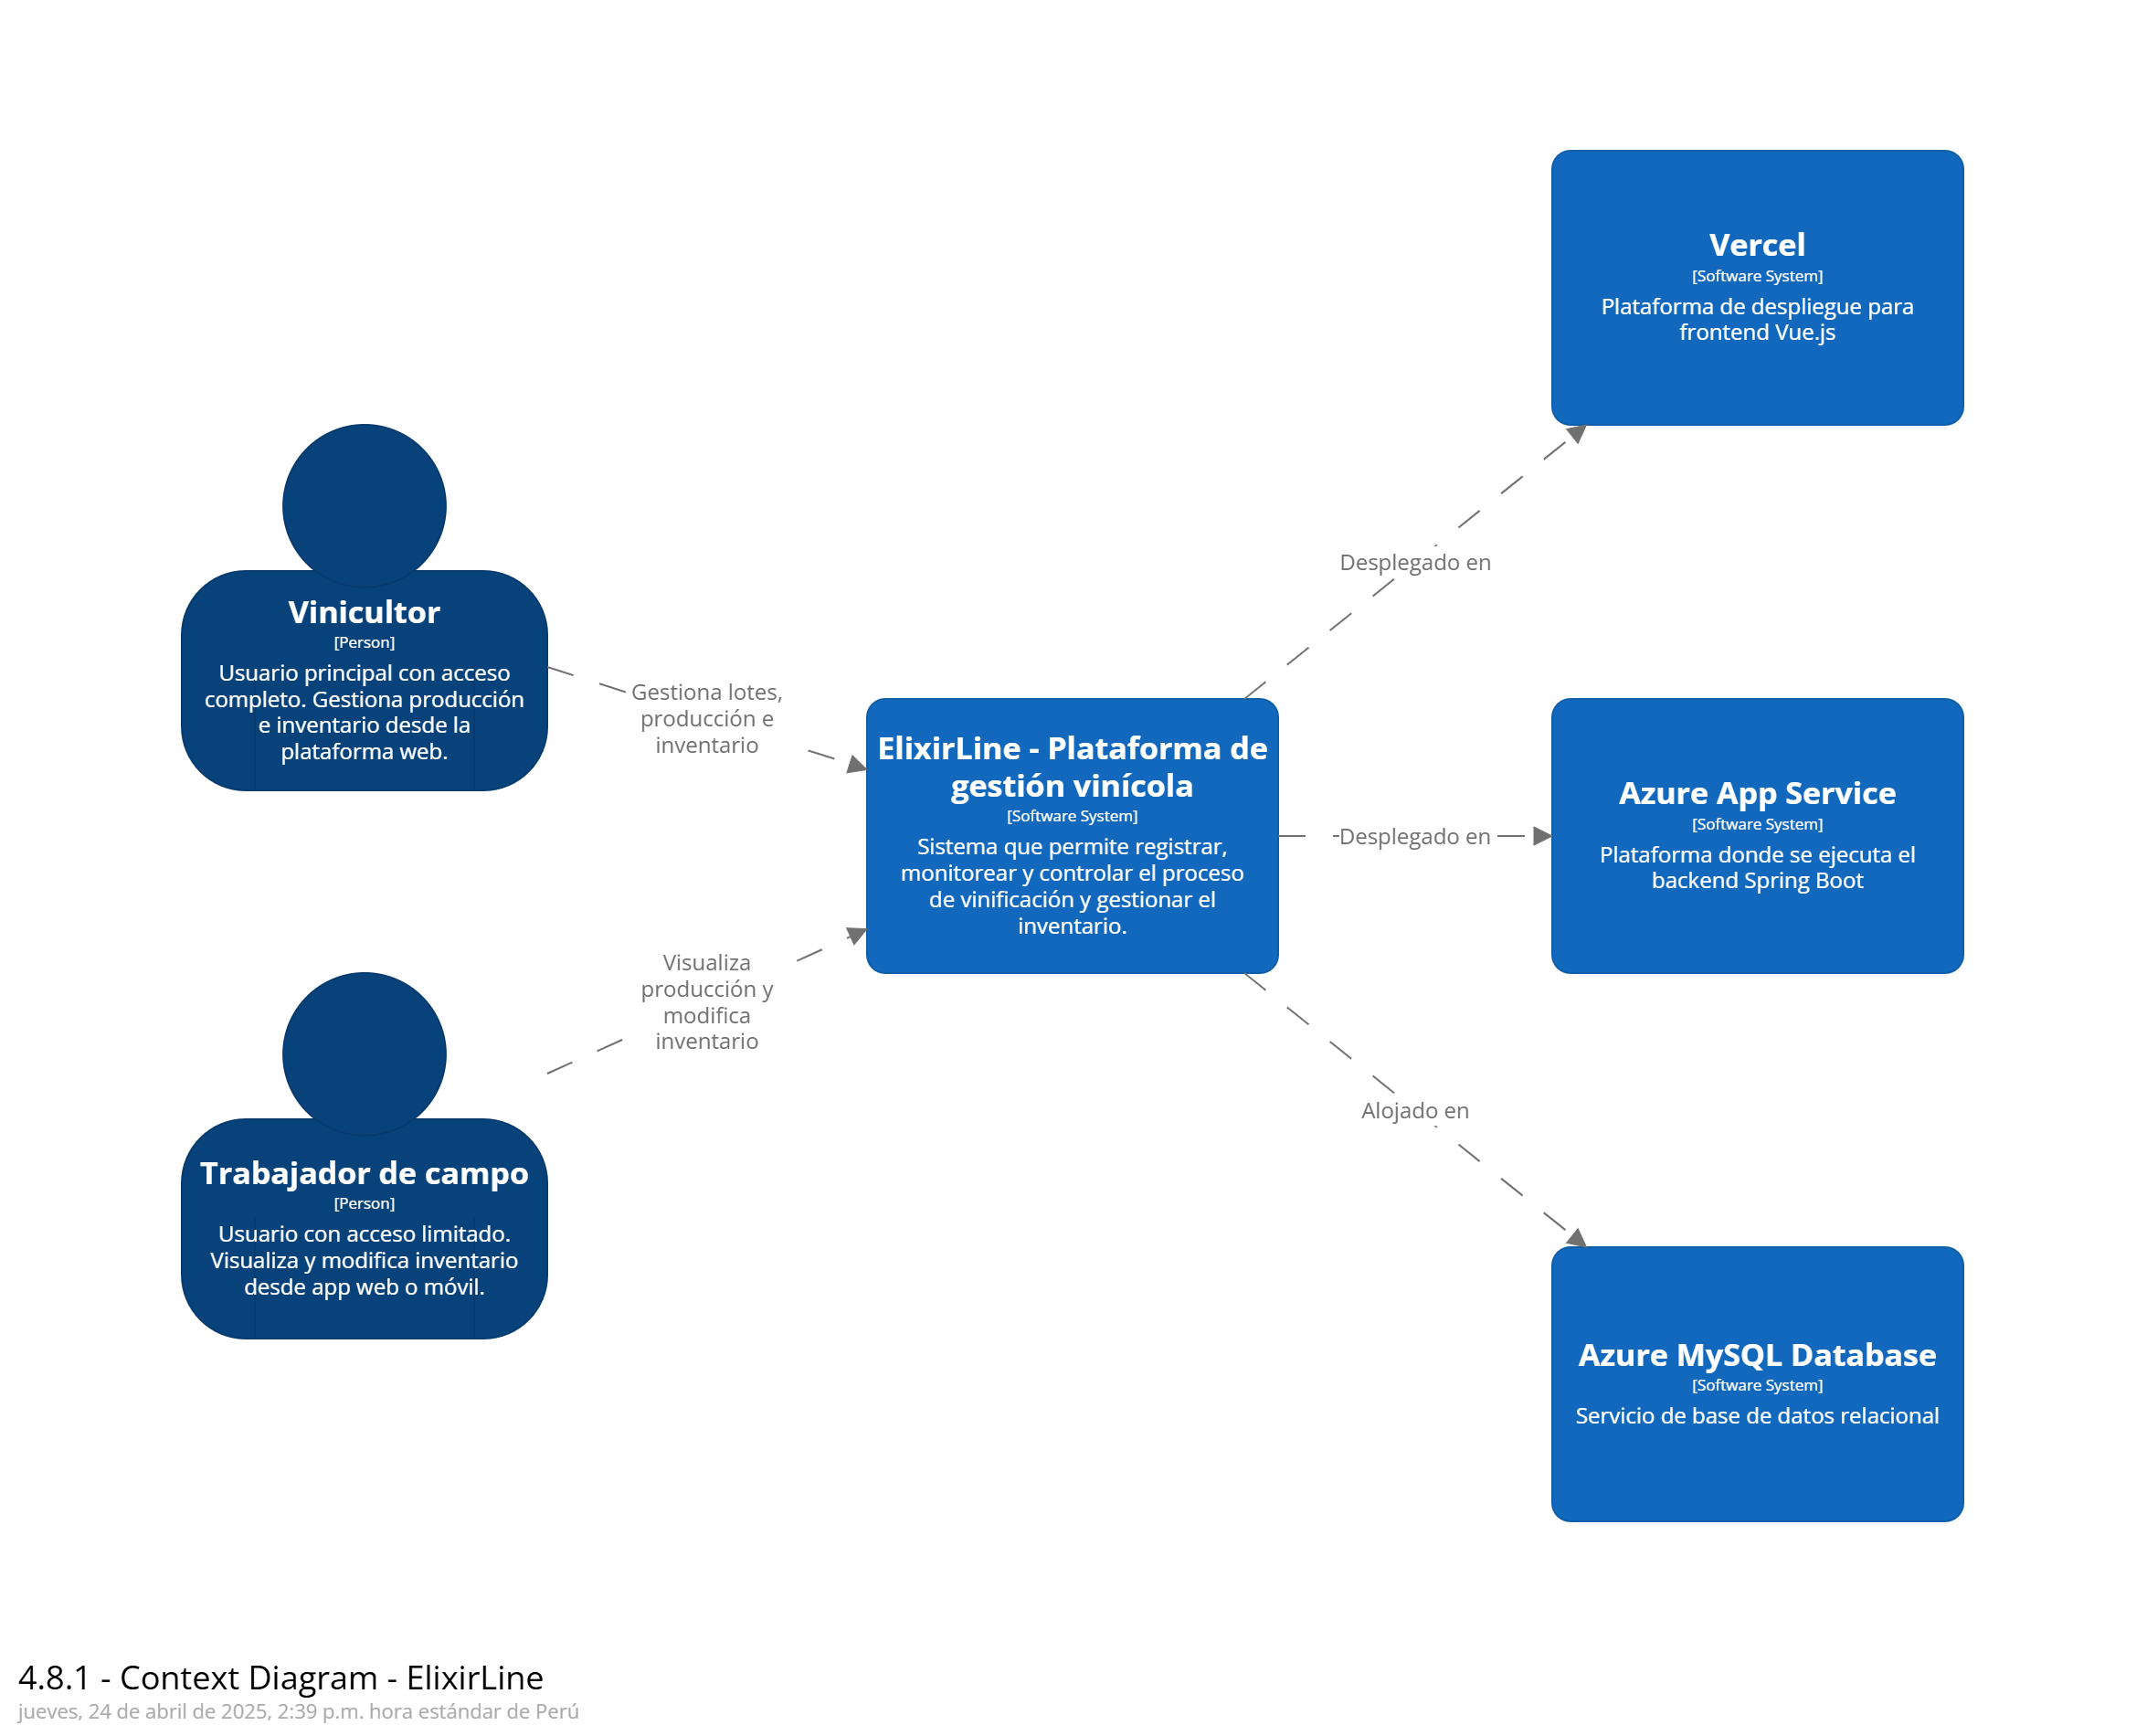 Vercel
[Software System]
Plataforma de despliegue para
frontend Vue.js
Desplegado en
Vinicultor
[Person]
Usuario principal con acceso
completo. Gestiona producción
e inventario desde la
plataforma web.
Gestiona lotes,
producción e
inventario
ElixirLine - Plataforma de
gestión vinícola
[Software System]
Sistema que permite registrar,
monitorear y controlar el proceso
de vinificación y gestionar el
inventario.
Desplegado en
Azure App Service
[Software System]
Plataforma donde se ejecuta el
backend Spring Boot
Visualiza
producción y
modifica
inventario
Alojado en
Trabajador de campo
[Person]
Usuario con acceso limitado.
Visualiza y modifica inventario
desde app web o móvil.
Azure MySQL Database
[Software System]
Servicio de base de datos relacional
4.8.1 - Context Diagram - ElixirLine
jueves, 24 de abril de 2025, 2:39 p.m. hora estándar de Perú